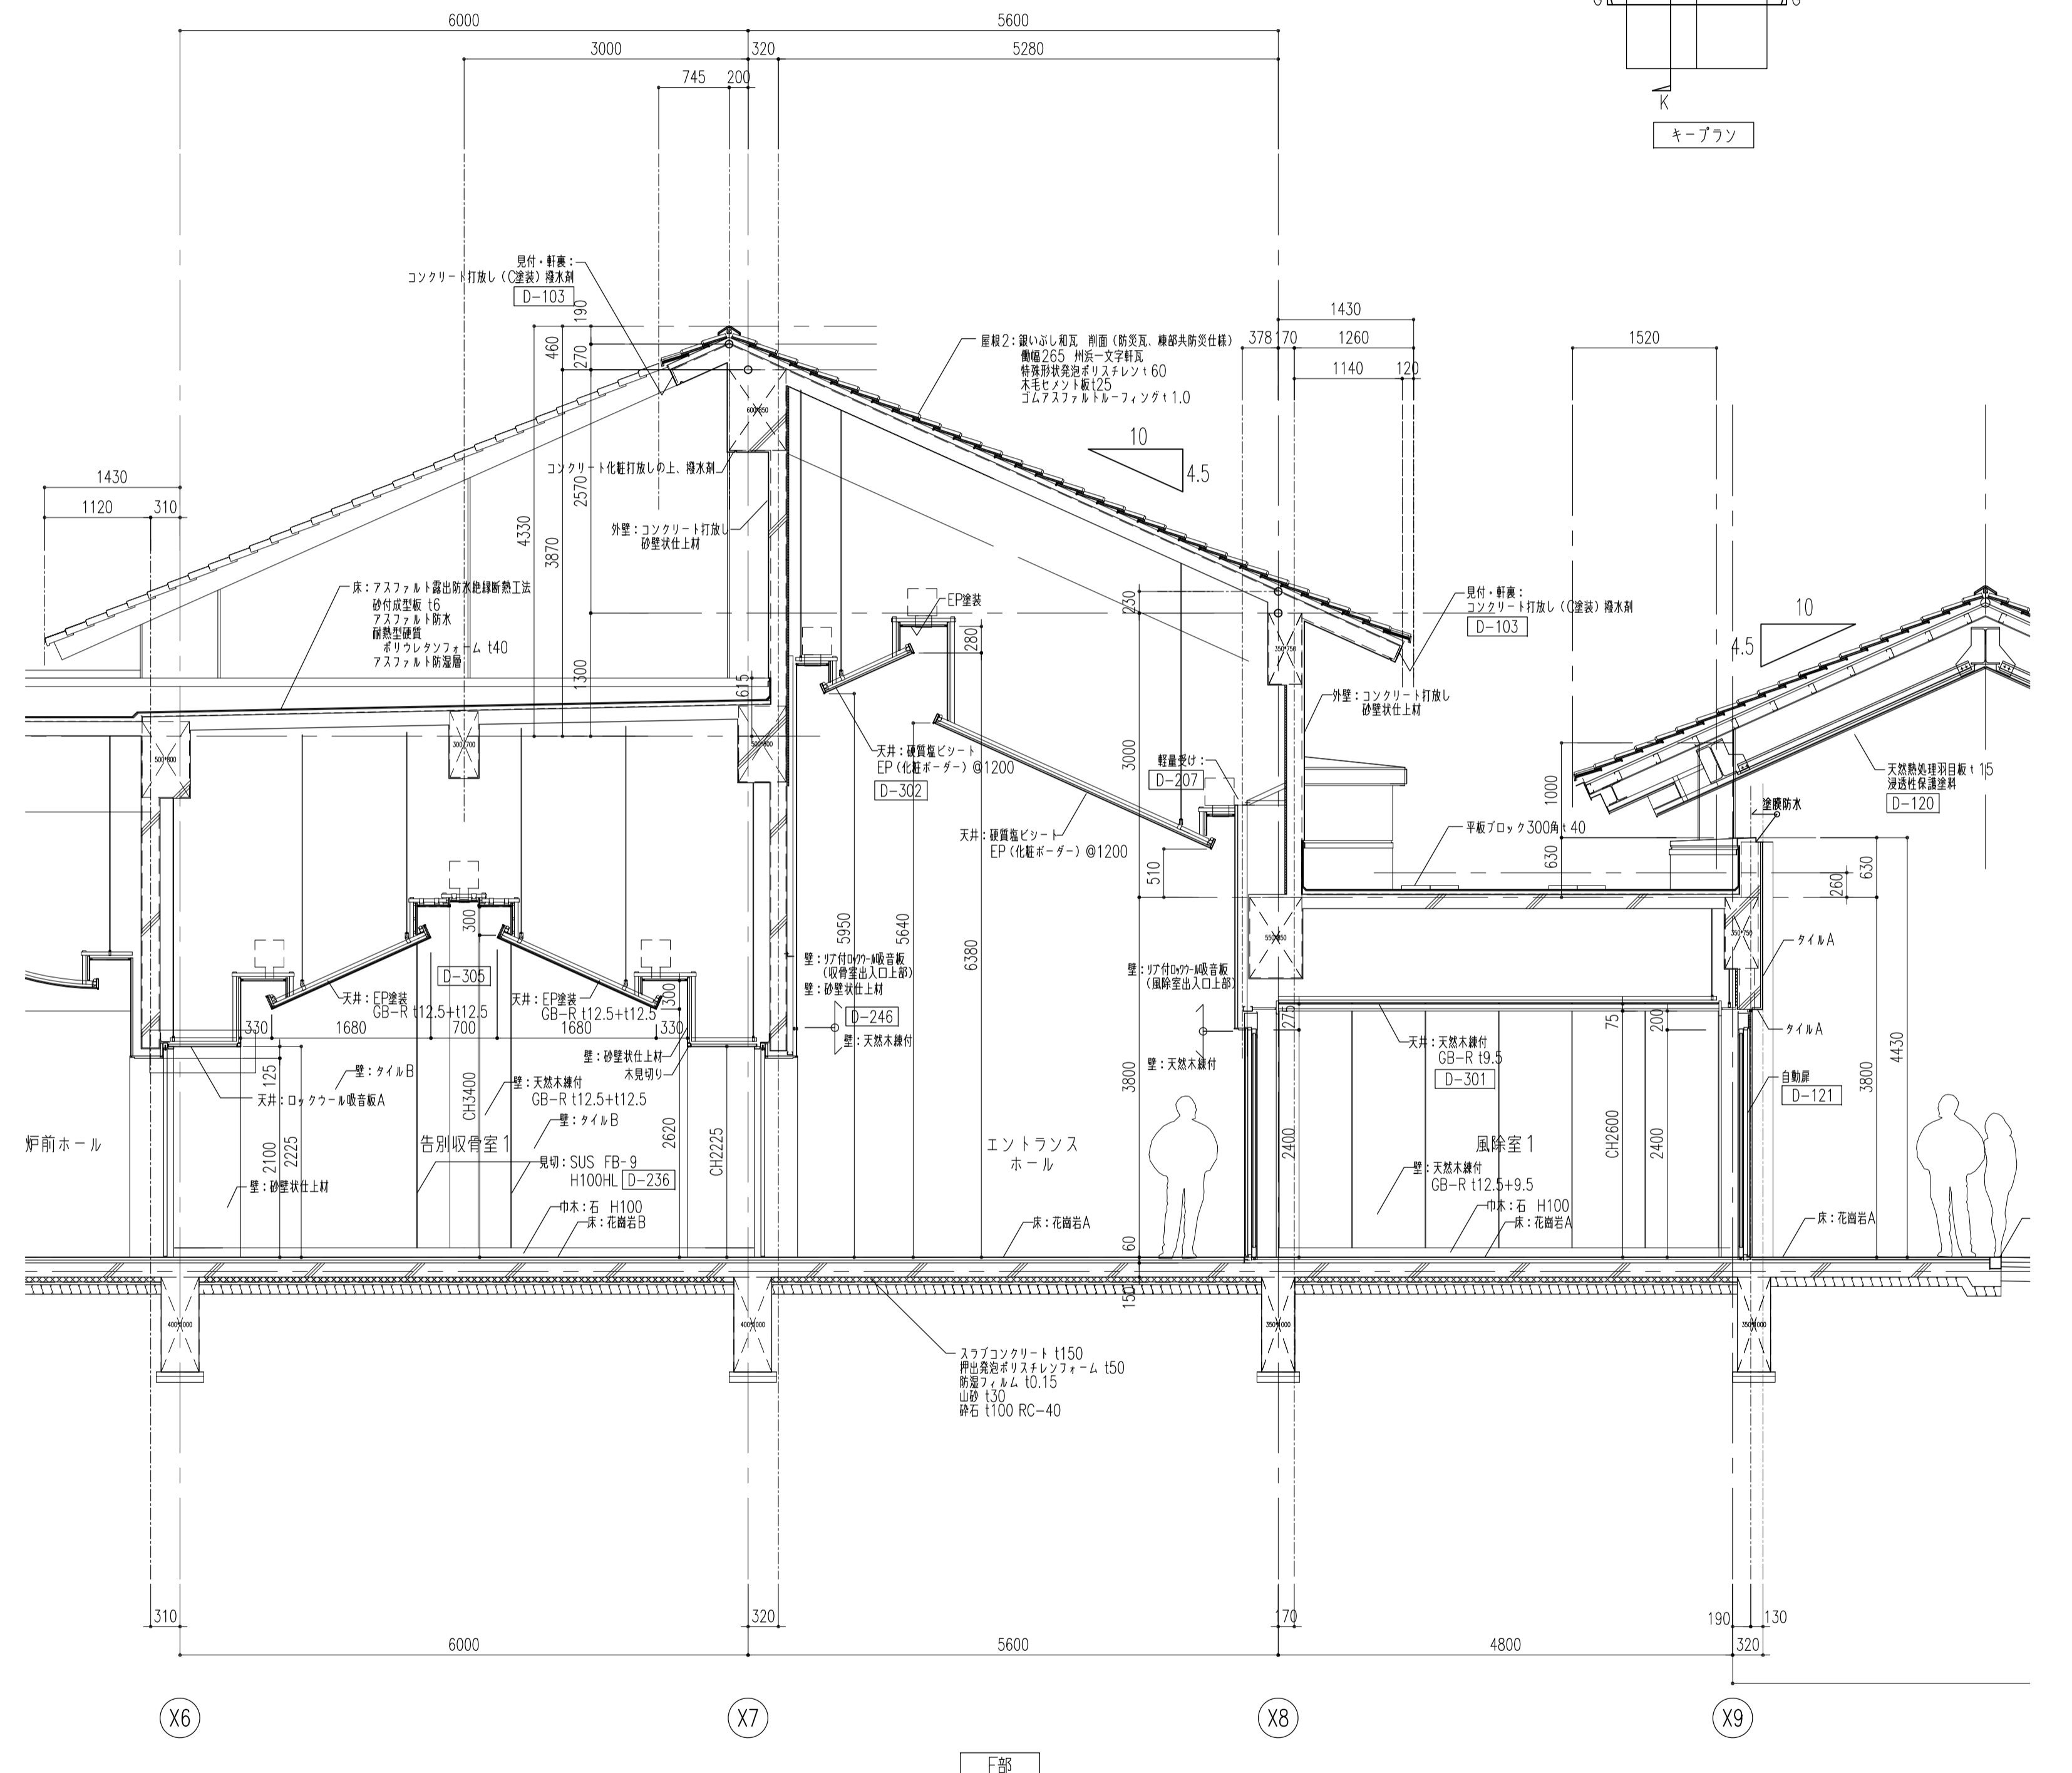 6000
5600
3000
320
5280
745
200
K
キープラン
見付・軒裏：
コンクリート打放し（C塗装）撥水剤
D-103
190
460
270
1430
378
170
1260
1140
120
1520
屋根2：銀いぶし和瓦　削面（防災瓦、棟部共防災仕様）
働幅265　州浜一文字軒瓦
特殊形状発泡ポリスチレンt60
木毛セメント板t25
ゴムアスファルトルーフィングt1.0
10
4.5
600*850
コンクリート化粧打放しの上、撥水剤
1430
1120
310
2570
4330
3870
外壁：コンクリート打放し
砂壁状仕上材
床：アスファルト露出防水絶縁断熱工法
砂付成型板 t6
アスファルト防水
耐熱型硬質
ポリウレタンフォーム t40
アスファルト防湿層
1300
615
EP塗装
280
230
見付・軒裏：
コンクリート打放し（C塗装）撥水剤
D-103
350*750
10
4.5
外壁：コンクリート打放し
砂壁状仕上材
500*800
300*700
500*800
天井：硬質塩ビシート
EP（化粧ボーダー）@1200
D-302
軽量受け：
D-207
3000
天井：硬質塩ビシート
EP（化粧ボーダー）@1200
510
平板ブロック300角t40
1000
630
天然熱処理羽目板t15
浸透性保護塗料
D-120
塗膜防水
630
260
300
D-305
300
天井：EP塗装
GB-R t12.5+t12.5
天井：EP塗装
GB-R t12.5+t12.5
330
1680
700
1680
330
5950
5640
6380
壁：リブ付ロックウール吸音板
（収骨室出入口上部）
壁：砂壁状仕上材
D-246
壁：天然木練付
壁：リブ付ロックウール吸音板
（風除室出入口上部）
壁：天然木練付
550*850
350*750
タイルA
タイルA
275
75
200
天井：天然木練付
GB-R t9.5
D-301
自動扉
D-121
4430
3800
3800
壁：砂壁状仕上材
木見切り
125
壁：タイルB
天井：ロックウール吸音板A
CH3400
壁：天然木練付
GB-R t12.5+t12.5
壁：タイルB
2620
CH2225
炉前ホール
告別収骨室1
エントランス
ホール
風除室1
2100
2225
2400
CH2600
2400
見切：SUS FB-9
H100HL
D-236
壁：砂壁状仕上材
壁：天然木練付
GB-R t12.5+9.5
巾木：石　H100
床：花崗岩B
床：花崗岩A
巾木：石　H100
床：花崗岩A
床：花崗岩A
60
150
400*1000
400*1000
350*1000
350*1000
スラブコンクリート t150
押出発泡ポリスチレンフォーム t50
防湿フィルム t0.15
山砂 t30
砕石 t100 RC-40
310
320
170
190
130
6000
5600
4800
320
X6
X7
X8
X9
F部